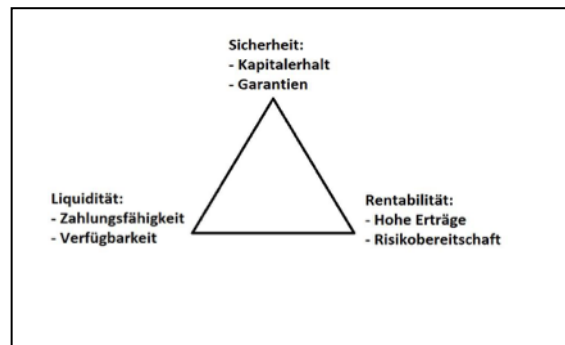 Sicherheit:
- Kapitalerhalt
- Garantien
Liquidität:
- Zahlungsfähigkeit
- Verfügbarkeit
Rentabilität:
- Hohe Erträge
- Risikobereitschaft